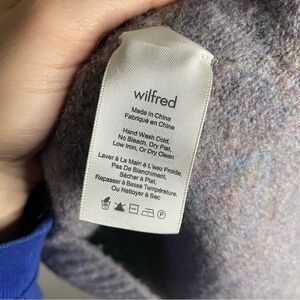 wilfred
Made in China
Fabriqué en Chine
Hand Wash Cold,
No Bleach, Dry Flat,
Low Iron, Or Dry Clean
Laver à La Main à L'eau Froide,
Pas De Blanchiment,
Sécher à Plat,
Repasser à Basse Température,
Ou Nettoyer à Sec
P